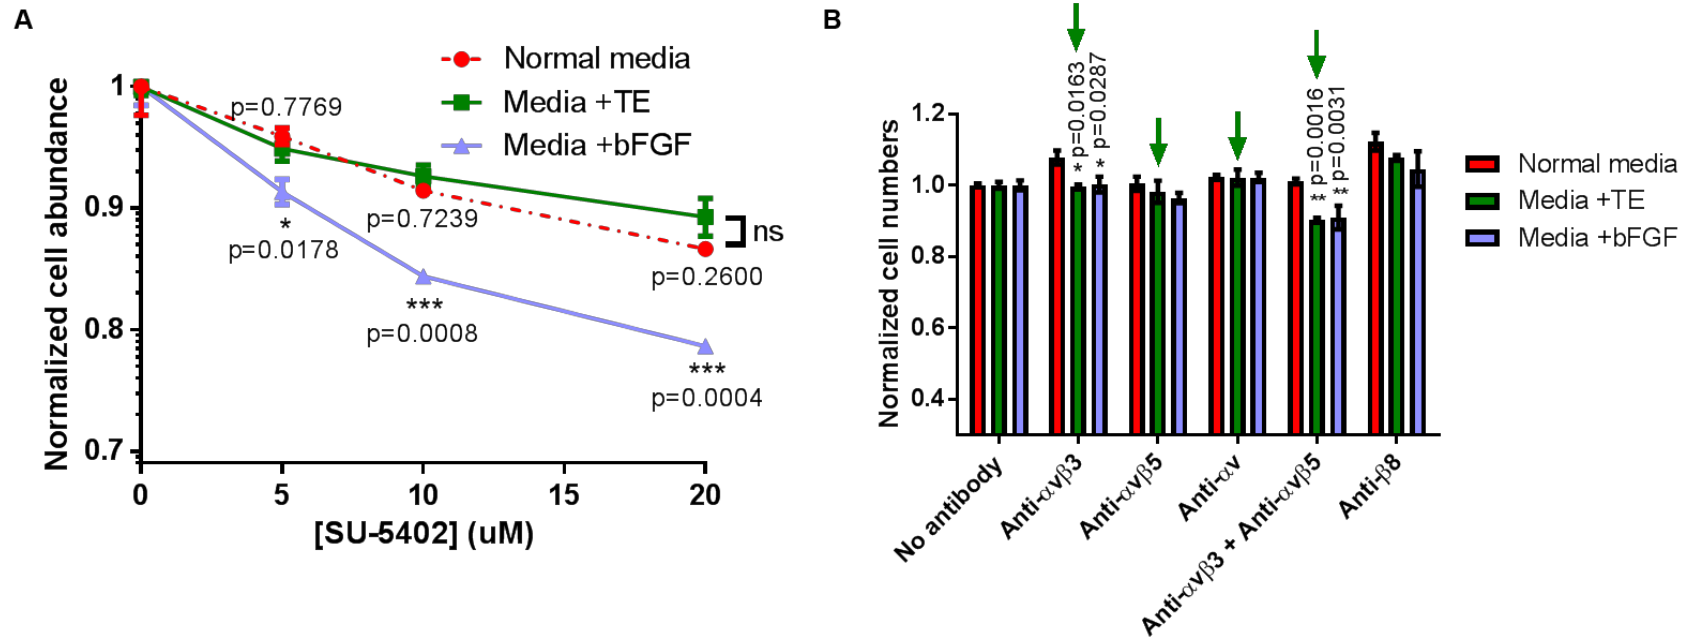 A
Normal media
Media +TE
Media +bFGF
Normalized cell abundance
1
0.9
0.8
0.7
p=0.7769
*
p=0.0178
p=0.7239
***
p=0.0008
ns
p=0.2600
***
p=0.0004
0
5
10
15
20
[SU-5402] (uM)
B
Normalized cell numbers
1.2
1.0
0.8
0.6
0.4
* p=0.0163
* p=0.0287
** p=0.0016
** p=0.0031
Normal media
Media +TE
Media +bFGF
No antibody
Anti-αvβ3
Anti-αvβ5
Anti-αv
Anti-αvβ3 + Anti-αvβ5
Anti-β8